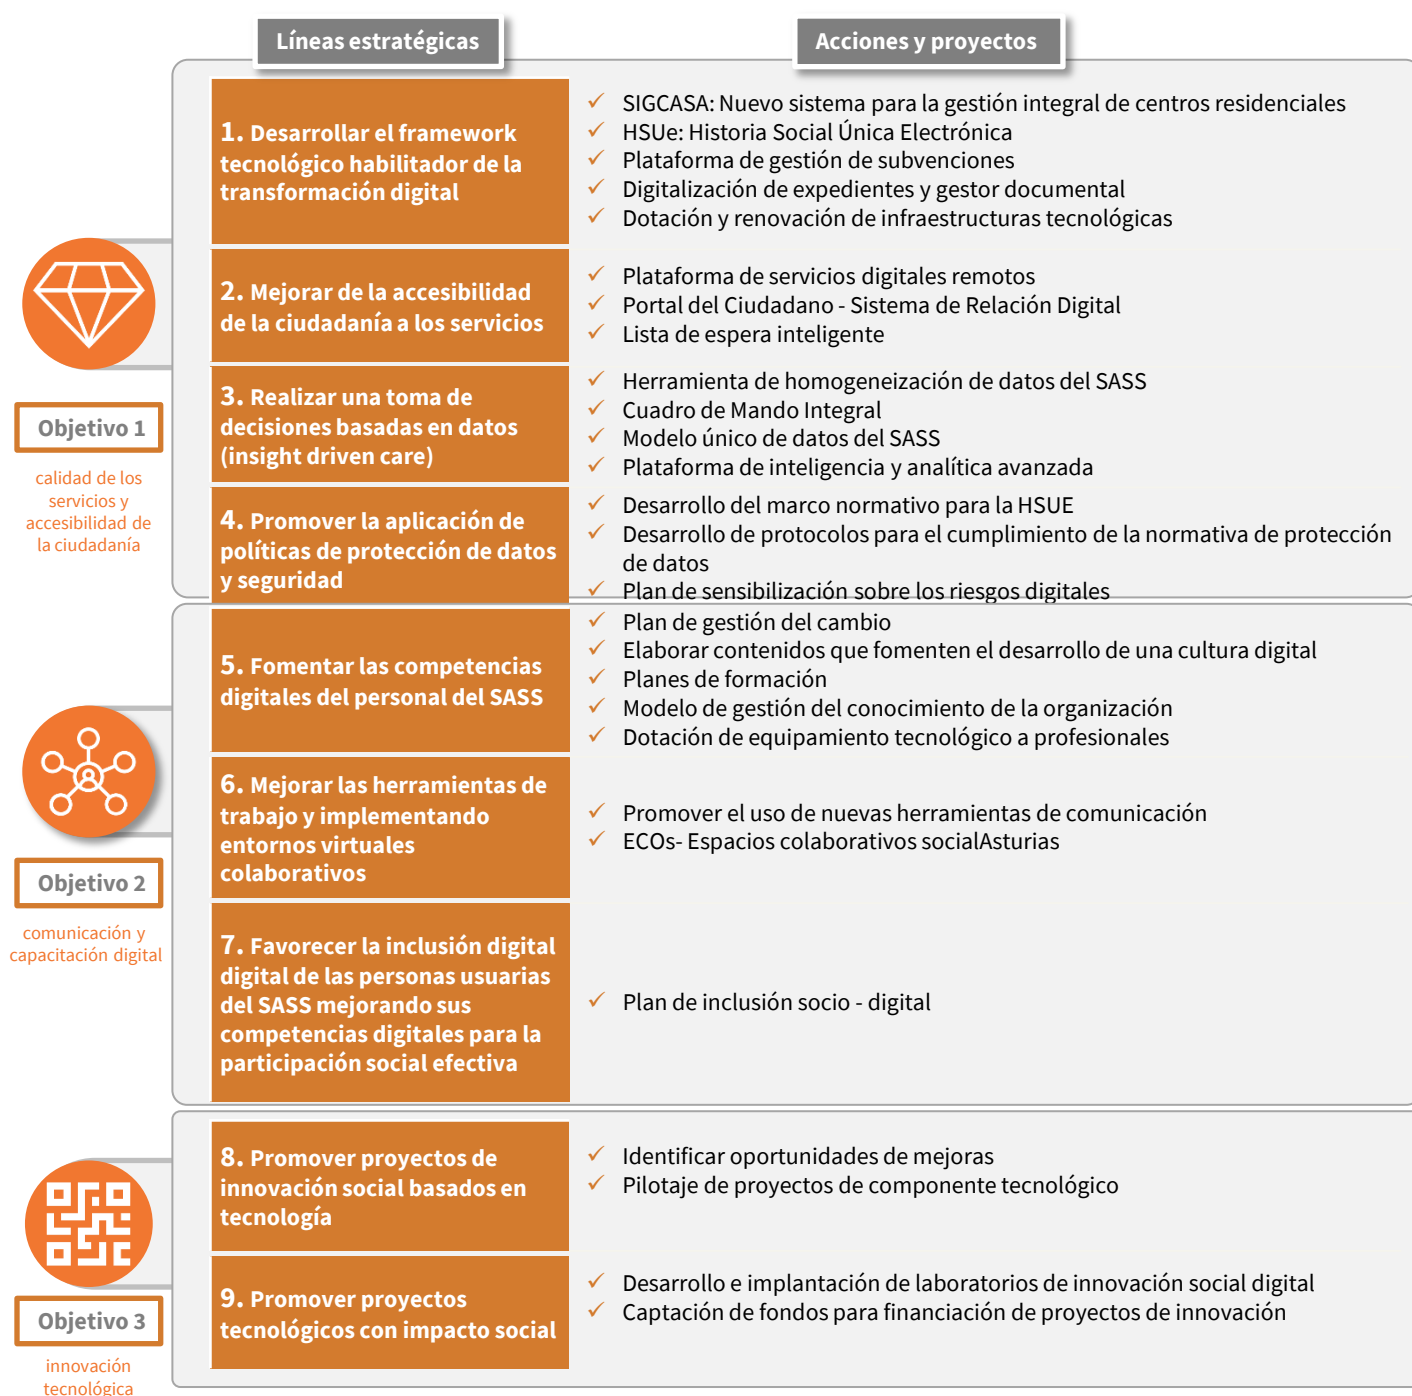 Líneas estratégicas
Acciones y proyectos
Objetivo 1
calidad de los
servicios y
accesibilidad de
la ciudadanía
1. Desarrollar el framework
tecnológico habilitador de la
transformación digital
✓ SIGCASA: Nuevo sistema para la gestión integral de centros residenciales
✓ HSUe: Historia Social Única Electrónica
✓ Plataforma de gestión de subvenciones
✓ Digitalización de expedientes y gestor documental
✓ Dotación y renovación de infraestructuras tecnológicas
2. Mejorar de la accesibilidad
de la ciudadanía a los servicios
✓ Plataforma de servicios digitales remotos
✓ Portal del Ciudadano - Sistema de Relación Digital
✓ Lista de espera inteligente
3. Realizar una toma de
decisiones basadas en datos
(insight driven care)
✓ Herramienta de homogeneización de datos del SASS
✓ Cuadro de Mando Integral
✓ Modelo único de datos del SASS
✓ Plataforma de inteligencia y analítica avanzada
4. Promover la aplicación de
políticas de protección de datos
y seguridad
✓ Desarrollo del marco normativo para la HSUE
✓ Desarrollo de protocolos para el cumplimiento de la normativa de protección
de datos
✓ Plan de sensibilización sobre los riesgos digitales
Objetivo 2
comunicación y
capacitación digital
5. Fomentar las competencias
digitales del personal del SASS
✓ Plan de gestión del cambio
✓ Elaborar contenidos que fomenten el desarrollo de una cultura digital
✓ Planes de formación
✓ Modelo de gestión del conocimiento de la organización
✓ Dotación de equipamiento tecnológico a profesionales
6. Mejorar las herramientas de
trabajo y implementando
entornos virtuales
colaborativos
✓ Promover el uso de nuevas herramientas de comunicación
✓ ECOs- Espacios colaborativos socialAsturias
7. Favorecer la inclusión digital
digital de las personas usuarias
del SASS mejorando sus
competencias digitales para la
participación social efectiva
✓ Plan de inclusión socio - digital
Objetivo 3
innovación
tecnológica
8. Promover proyectos de
innovación social basados en
tecnología
✓ Identificar oportunidades de mejoras
✓ Pilotaje de proyectos de componente tecnológico
9. Promover proyectos
tecnológicos con impacto social
✓ Desarrollo e implantación de laboratorios de innovación social digital
✓ Captación de fondos para financiación de proyectos de innovación